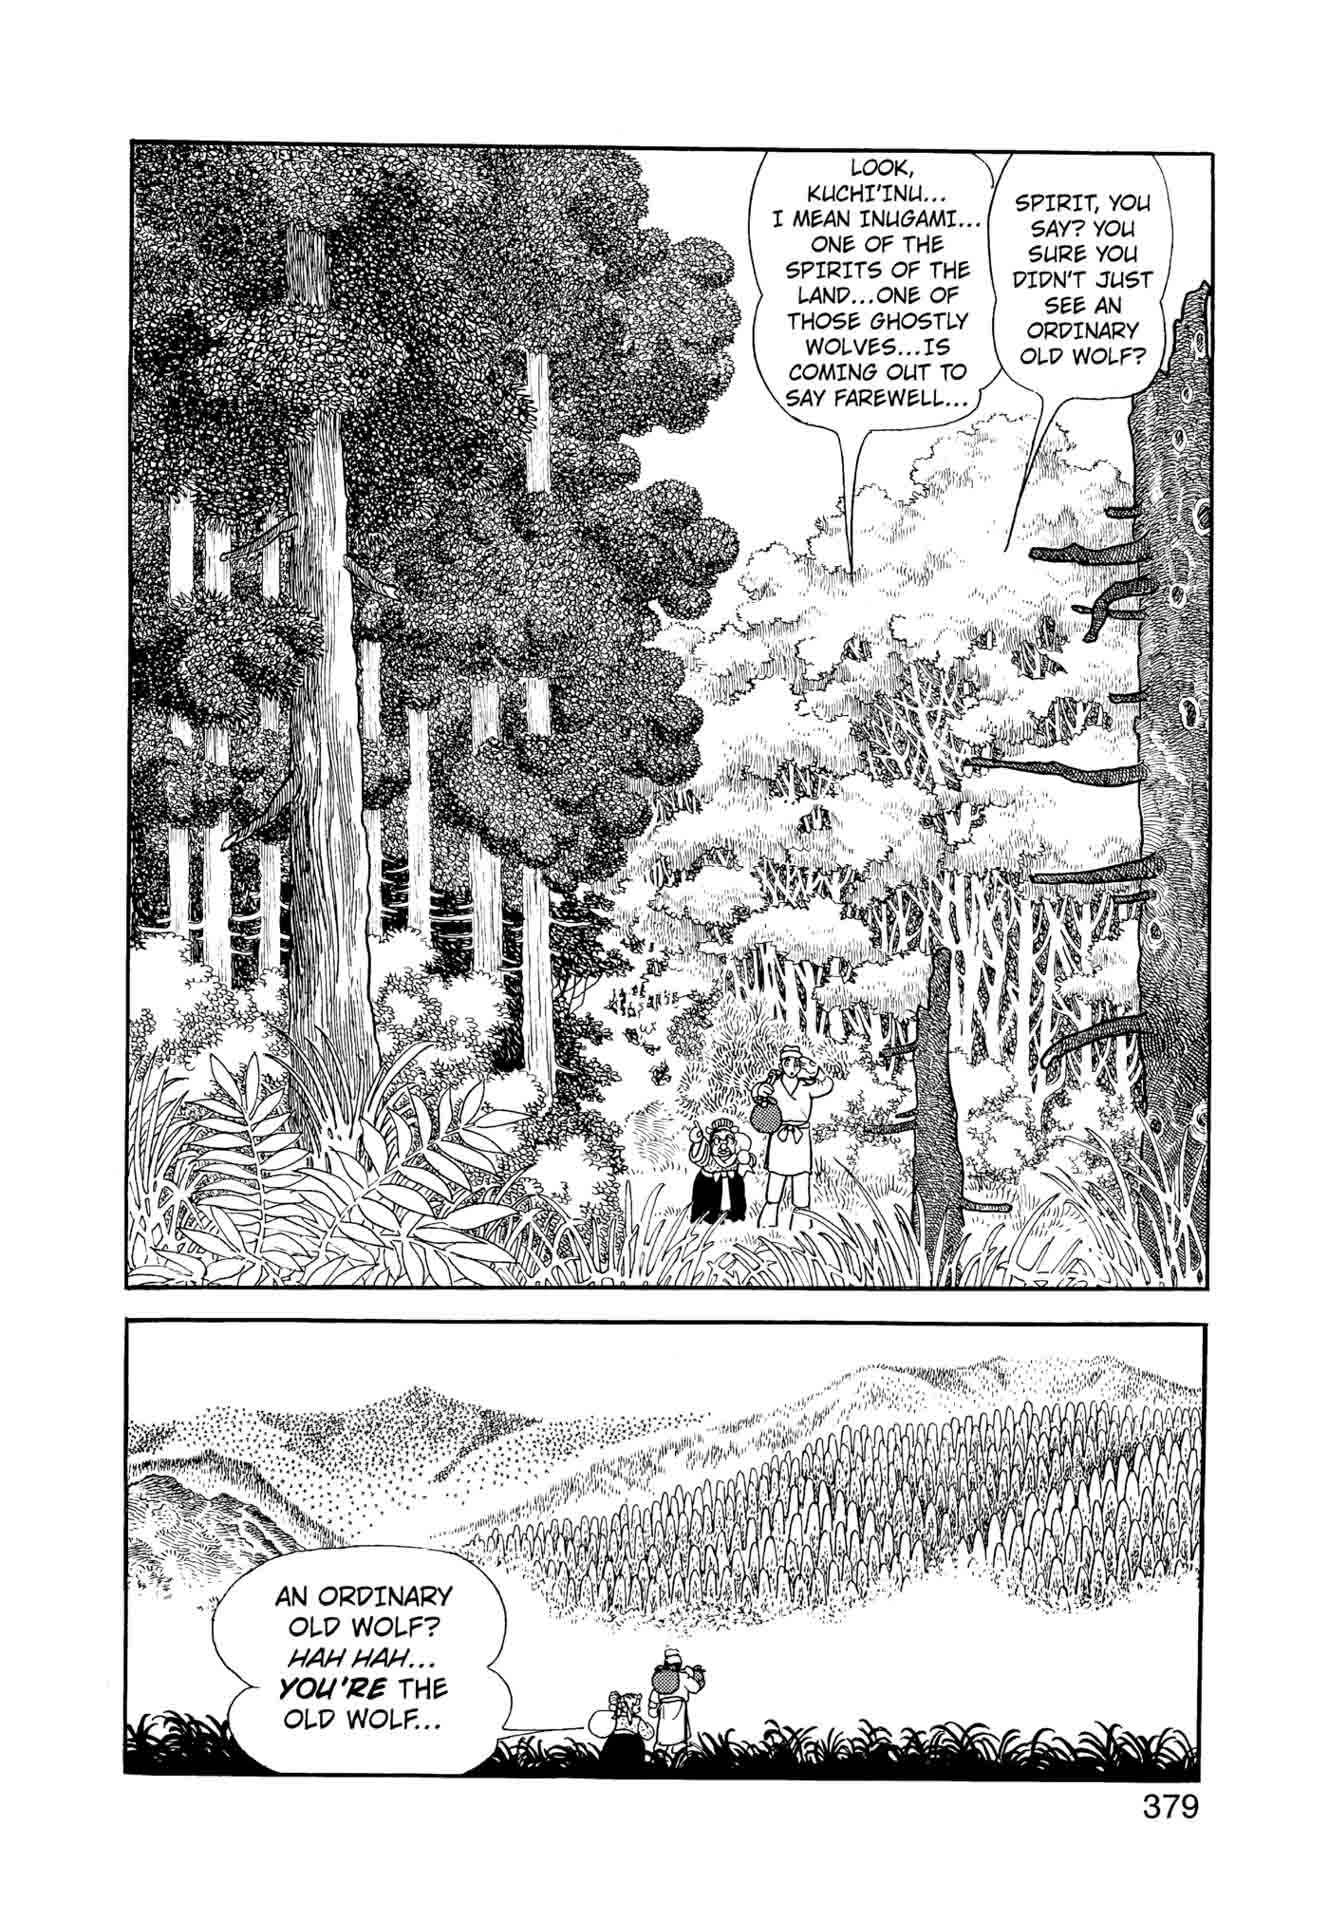 LOOK,
KUCHI'INU...
I MEAN INUGAMI...
ONE OF THE
SPIRITS OF THE
LAND...ONE OF
THOSE GHOSTLY
WOLVES...IS
COMING OUT TO
SAY FAREWELL...
SPIRIT, YOU
SAY? YOU
SURE YOU
DIDN'T JUST
SEE AN
ORDINARY
OLD WOLF?
AN ORDINARY
OLD WOLF?
HAH HAH...
YOU'RE THE
OLD WOLF...
379